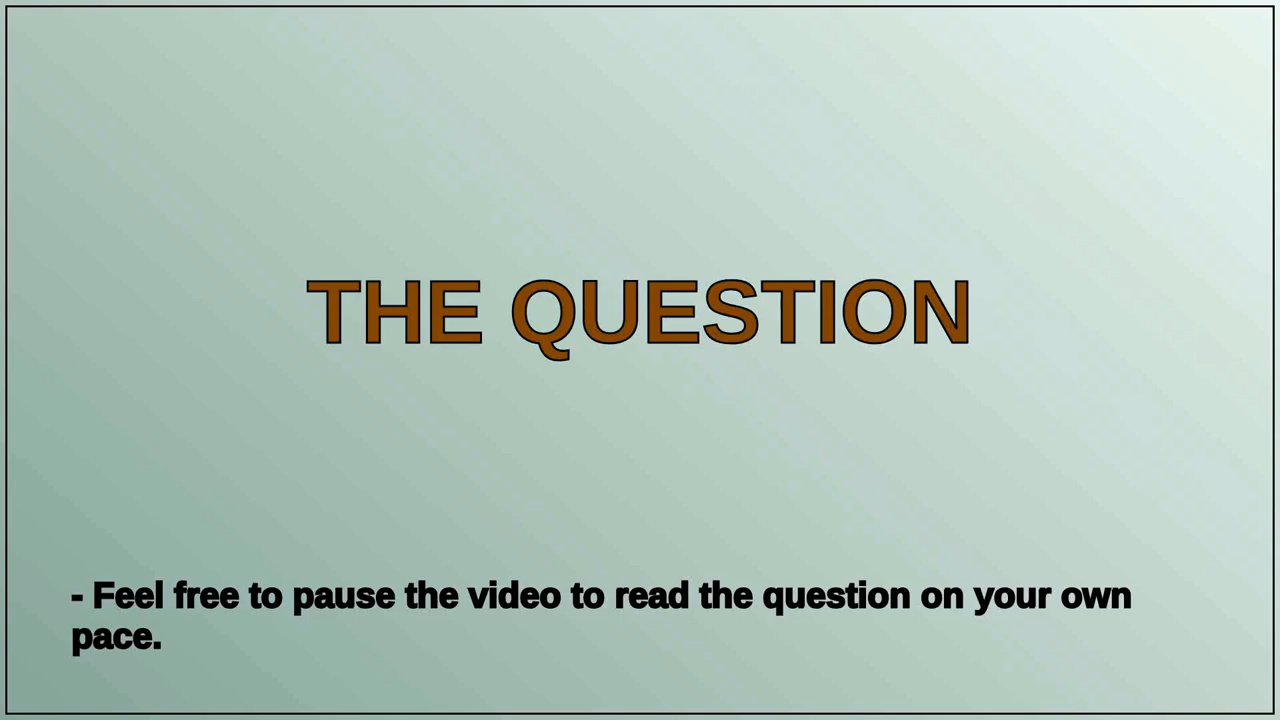 THE QUESTION
- Feel free to pause the video to read the question on your own
pace.